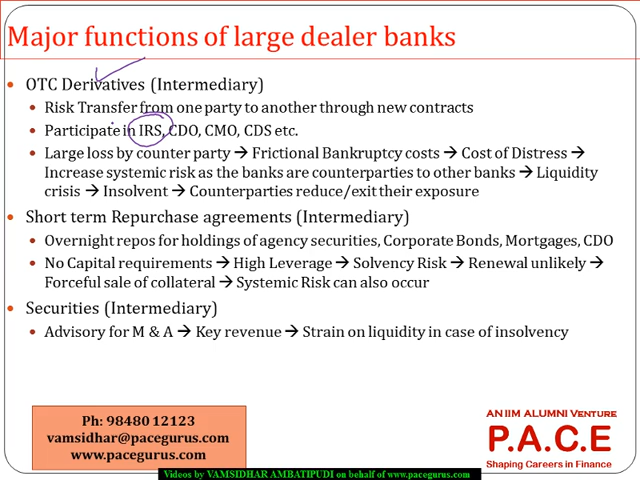 Major functions of large dealer banks
• OTC Derivatives (Intermediary)
• Risk Transfer from one party to another through new contracts
• Participate in IRS, CDO, CMO, CDS etc.
• Large loss by counter party → Frictional Bankruptcy costs → Cost of Distress →
Increase systemic risk as the banks are counterparties to other banks → Liquidity
crisis → Insolvent → Counterparties reduce/exit their exposure
• Short term Repurchase agreements (Intermediary)
• Overnight repos for holdings of agency securities, Corporate Bonds, Mortgages, CDO
• No Capital requirements → High Leverage → Solvency Risk → Renewal unlikely →
Forceful sale of collateral → Systemic Risk can also occur
• Securities (Intermediary)
• Advisory for M & A → Key revenue → Strain on liquidity in case of insolvency
Ph: 98480 12123
vamsidhar@pacegurus.com
www.pacegurus.com
AN IIM ALUMNI VENTURE
P.A.C.E
Shaping Careers in Finance
Videos by VAMSIDHAR AMBATIPUDI on behalf of www.pacegurus.com